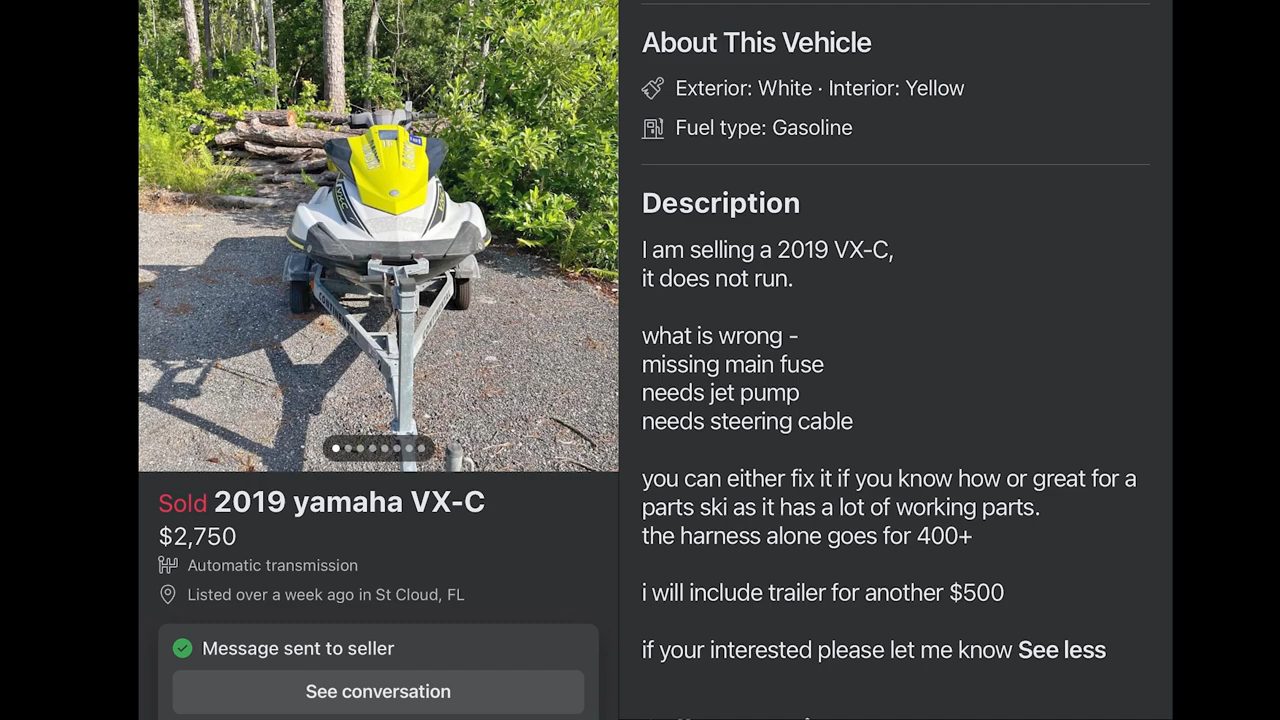 Sold 2019 yamaha VX-C
$2,750
Automatic transmission
Listed over a week ago in St Cloud, FL
Message sent to seller
See conversation
About This Vehicle
Exterior: White · Interior: Yellow
Fuel type: Gasoline
Description
I am selling a 2019 VX-C,
it does not run.
what is wrong -
missing main fuse
needs jet pump
needs steering cable
you can either fix it if you know how or great for a
parts ski as it has a lot of working parts.
the harness alone goes for 400+
i will include trailer for another $500
if your interested please let me know See less